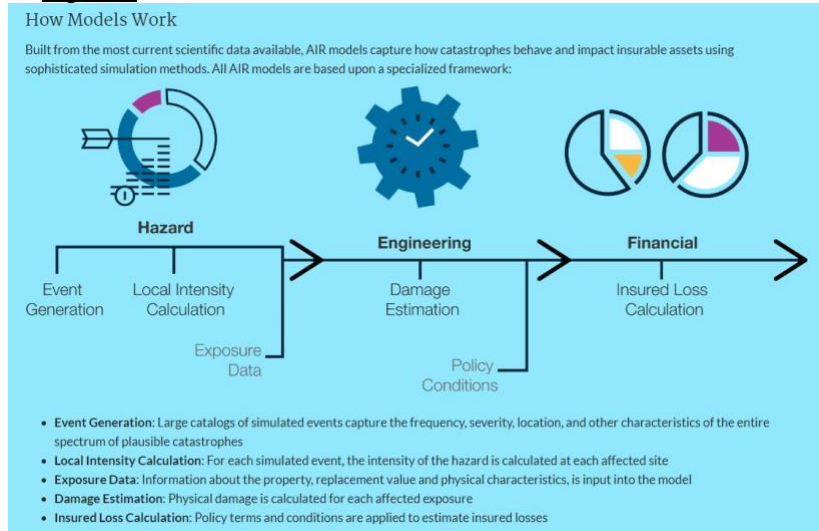 How Models Work
Built from the most current scientific data available, AIR models capture how catastrophes behave and impact insurable assets using
sophisticated simulation methods. All AIR models are based upon a specialized framework:
Hazard
Engineering
Financial
Event
Generation
Local Intensity
Calculation
Damage
Estimation
Insured Loss
Calculation
Exposure
Data
Policy
Conditions
• Event Generation: Large catalogs of simulated events capture the frequency, severity, location, and other characteristics of the entire
spectrum of plausible catastrophes
• Local Intensity Calculation: For each simulated event, the intensity of the hazard is calculated at each affected site
• Exposure Data: Information about the property, replacement value and physical characteristics, is input into the model
• Damage Estimation: Physical damage is calculated for each affected exposure
• Insured Loss Calculation: Policy terms and conditions are applied to estimate insured losses